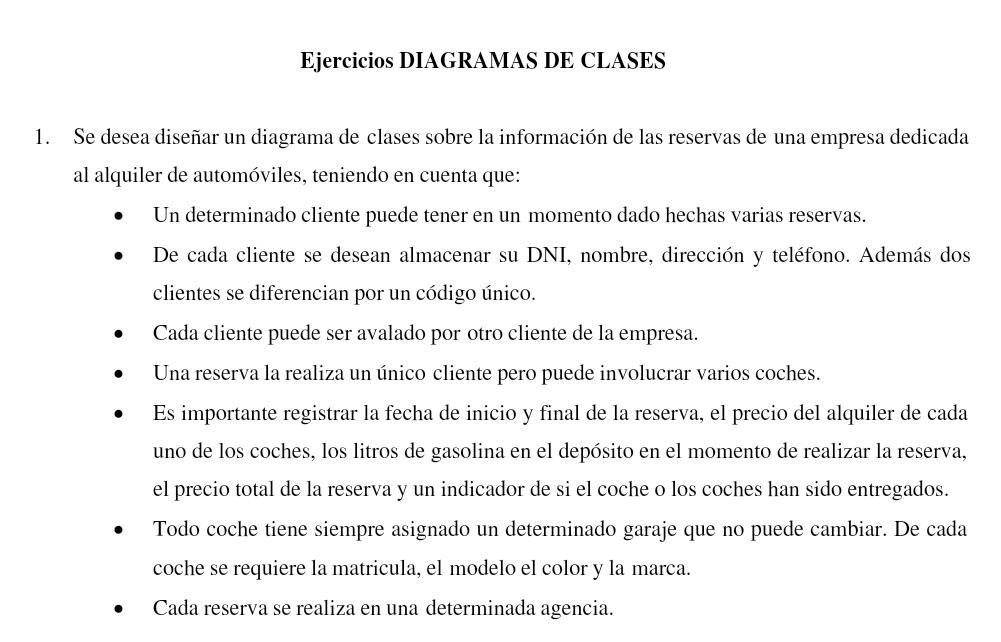 Ejercicios DIAGRAMAS DE CLASES
1. Se desea diseñar un diagrama de clases sobre la información de las reservas de una empresa dedicada
al alquiler de automóviles, teniendo en cuenta que:
• Un determinado cliente puede tener en un momento dado hechas varias reservas.
• De cada cliente se desean almacenar su DNI, nombre, dirección y teléfono. Además dos
clientes se diferencian por un código único.
• Cada cliente puede ser avalado por otro cliente de la empresa.
• Una reserva la realiza un único cliente pero puede involucrar varios coches.
• Es importante registrar la fecha de inicio y final de la reserva, el precio del alquiler de cada
uno de los coches, los litros de gasolina en el depósito en el momento de realizar la reserva,
el precio total de la reserva y un indicador de si el coche o los coches han sido entregados.
• Todo coche tiene siempre asignado un determinado garaje que no puede cambiar. De cada
coche se requiere la matricula, el modelo el color y la marca.
• Cada reserva se realiza en una determinada agencia.